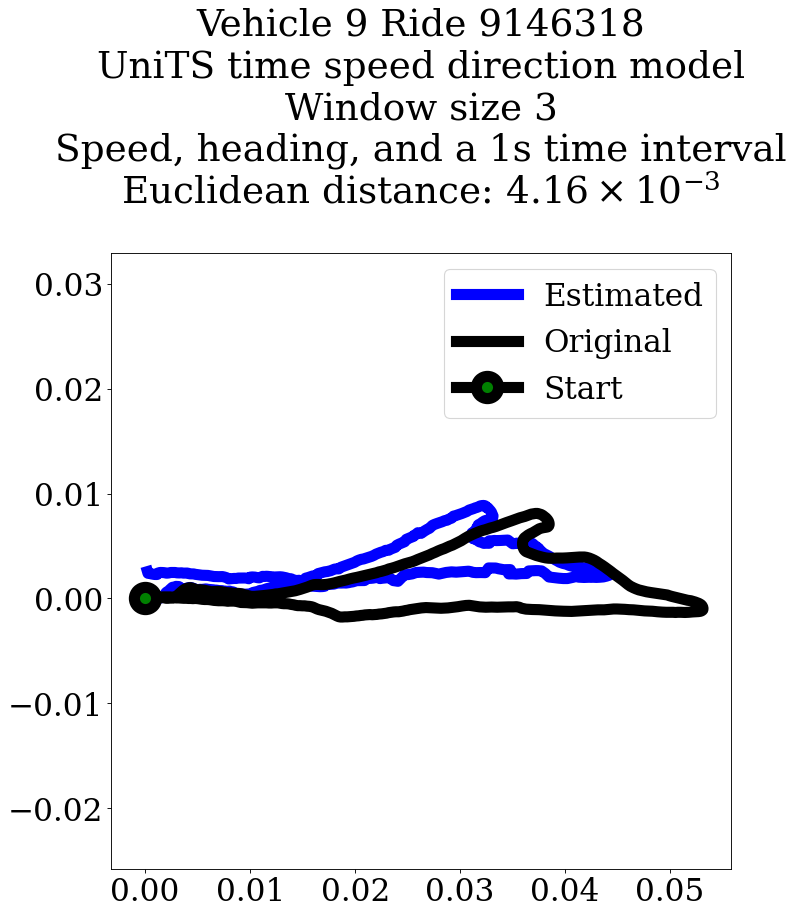 Vehicle 9 Ride 9146318
UniTS time speed direction model
Window size 3
Speed, heading, and a 1s time interval
Euclidean distance: 4.16 × 10⁻³
Estimated
Original
Start
0.03
0.02
0.01
0.00
−0.01
−0.02
0.00 0.01 0.02 0.03 0.04 0.05